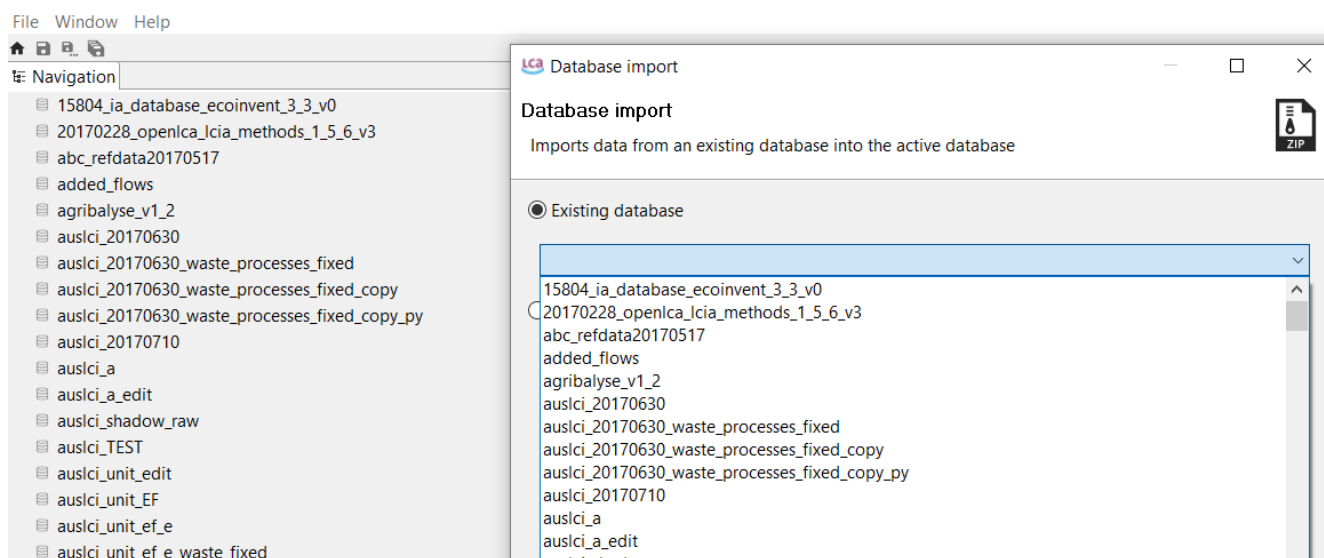 File Window Help
Navigation
15804_ia_database_ecoinvent_3_3_v0
20170228_openlca_lcia_methods_1_5_6_v3
abc_refdata20170517
added_flows
agribalyse_v1_2
auslci_20170630
auslci_20170630_waste_processes_fixed
auslci_20170630_waste_processes_fixed_copy
auslci_20170630_waste_processes_fixed_copy_py
auslci_20170710
auslci_a
auslci_a_edit
auslci_shadow_raw
auslci_TEST
auslci_unit_edit
auslci_unit_EF
auslci_unit_ef_e
auslci_unit_ef_e_waste_fixed
LCA Database import
Database import
Imports data from an existing database into the active database
ZIP
Existing database
15804_ia_database_ecoinvent_3_3_v0
20170228_openlca_lcia_methods_1_5_6_v3
abc_refdata20170517
added_flows
agribalyse_v1_2
auslci_20170630
auslci_20170630_waste_processes_fixed
auslci_20170630_waste_processes_fixed_copy
auslci_20170630_waste_processes_fixed_copy_py
auslci_20170710
auslci_a
auslci_a_edit